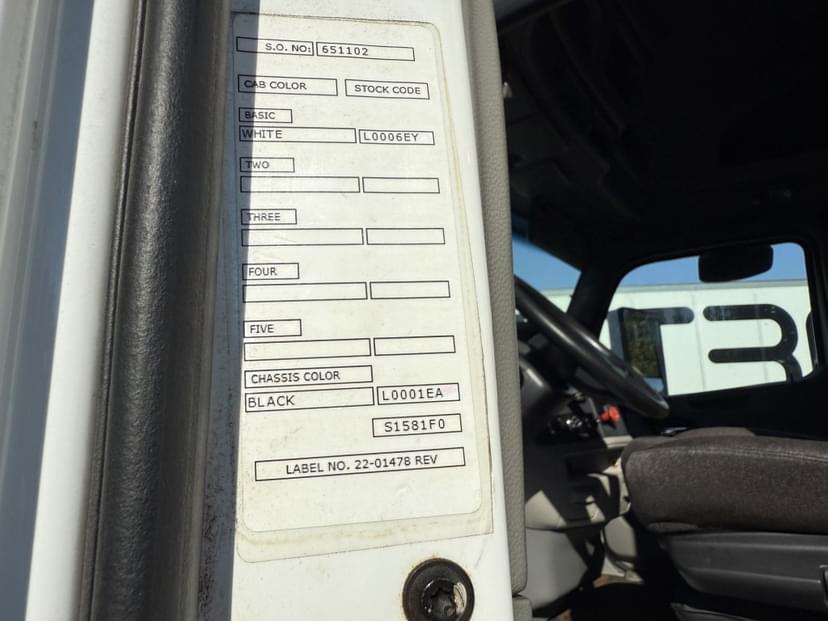 S.O. NO: 651102
CAB COLOR STOCK CODE
BASIC
WHITE L0006EY
TWO
THREE
FOUR
FIVE
CHASSIS COLOR
BLACK L0001EA
S1581F0
LABEL NO. 22-01478 REV